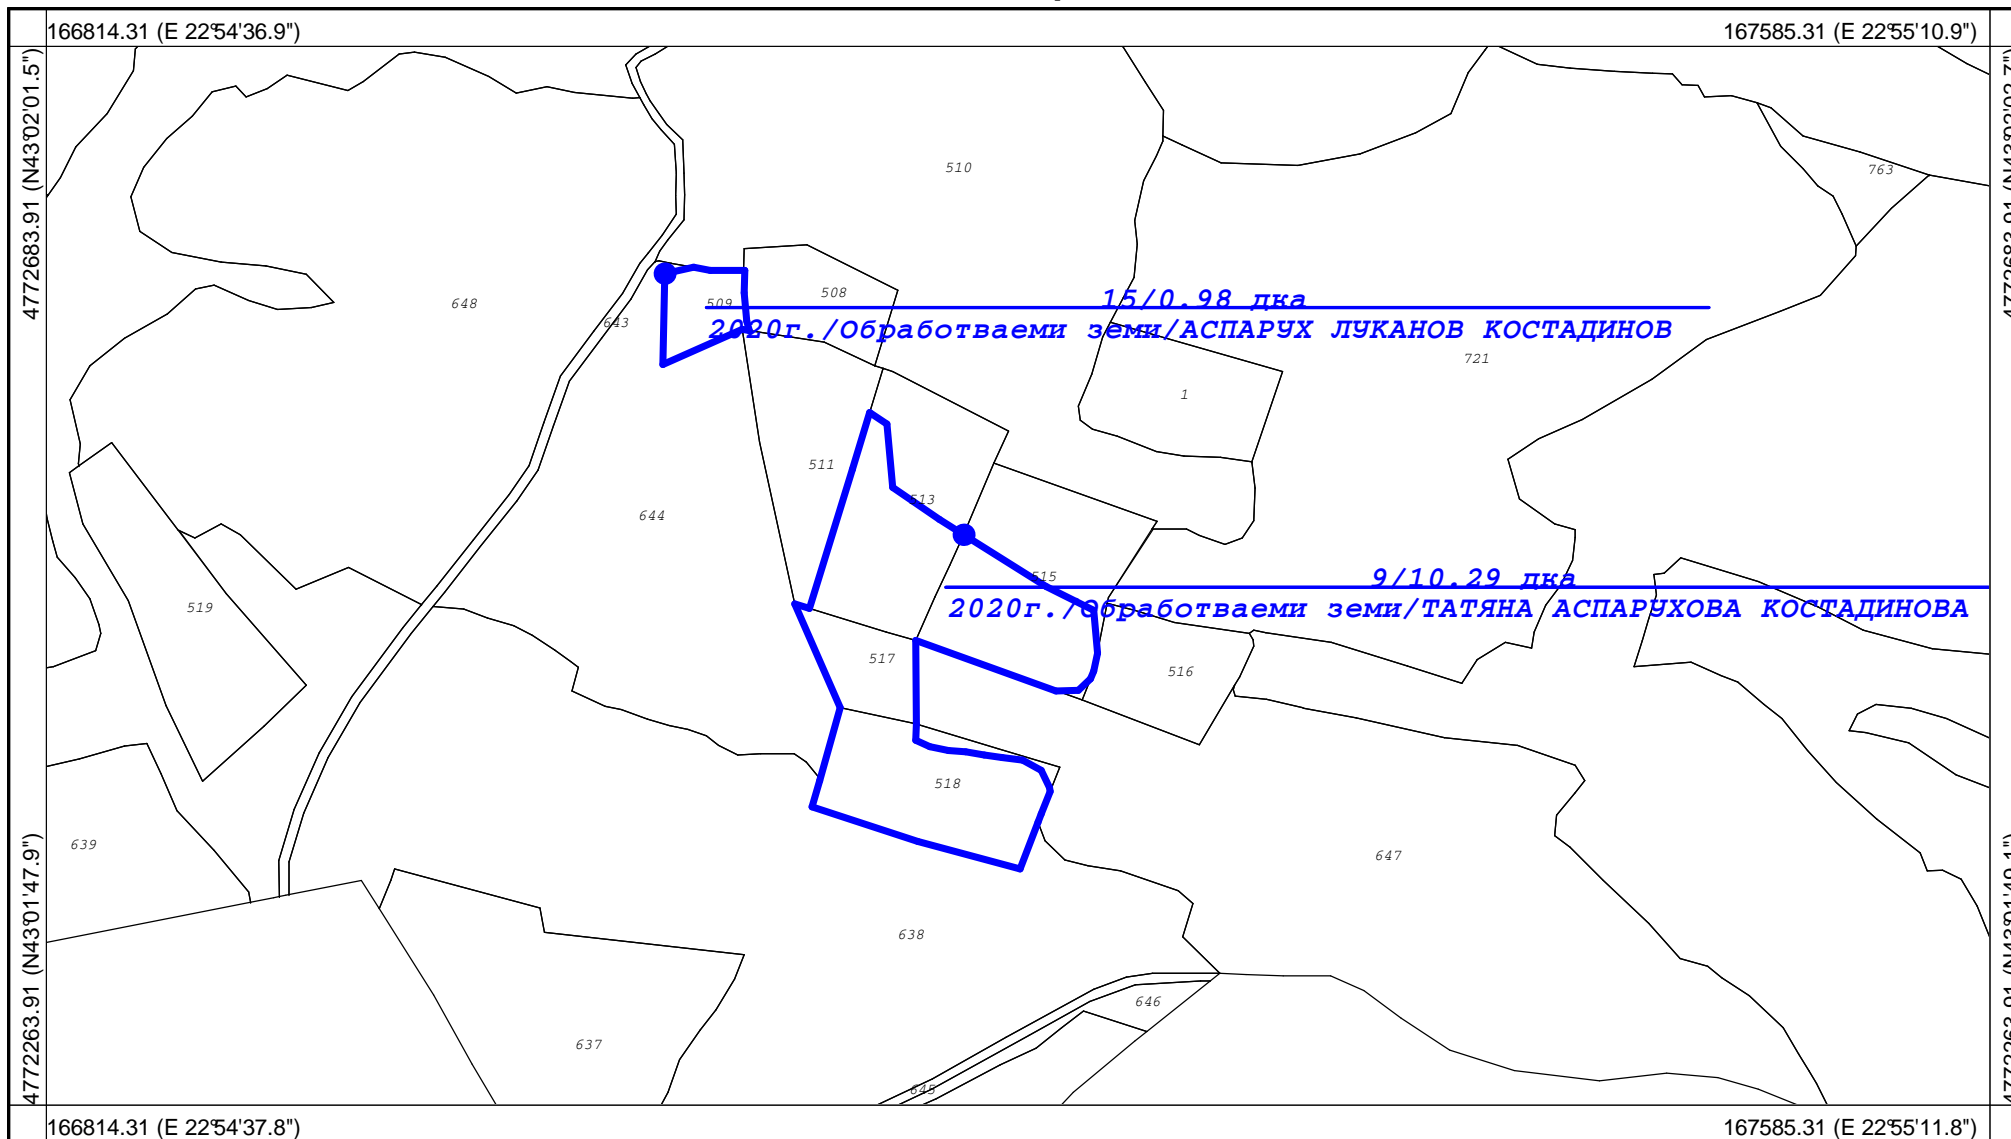 166814.31 (E 22°54'36.9")
167585.31 (E 22°55'10.9")
4772683.91 (N43°02'01.5")
510
763
648
643
509
508
15/0.98 дка
2020г./Обработваеми земи/АСПАРУХ ЛУКАНОВ КОСТАДИНОВ
721
1
511
513
644
515
9/10.29 дка
2020г./Обработваеми земи/ТАТЯНА АСПАРУХОВА КОСТАДИНОВА
519
517
516
518
639
647
4772263.91 (N43°01'47.9")
638
646
637
645
166814.31 (E 22°54'37.8")
167585.31 (E 22°55'11.8")